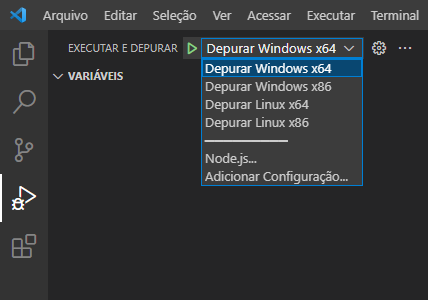 Arquivo Editar Seleção Ver Acessar Executar Terminal
EXECUTAR E DEPURAR Depurar Windows x64
VARIÁVEIS
Depurar Windows x64
Depurar Windows x86
Depurar Linux x64
Depurar Linux x86
Node.js...
Adicionar Configuração...